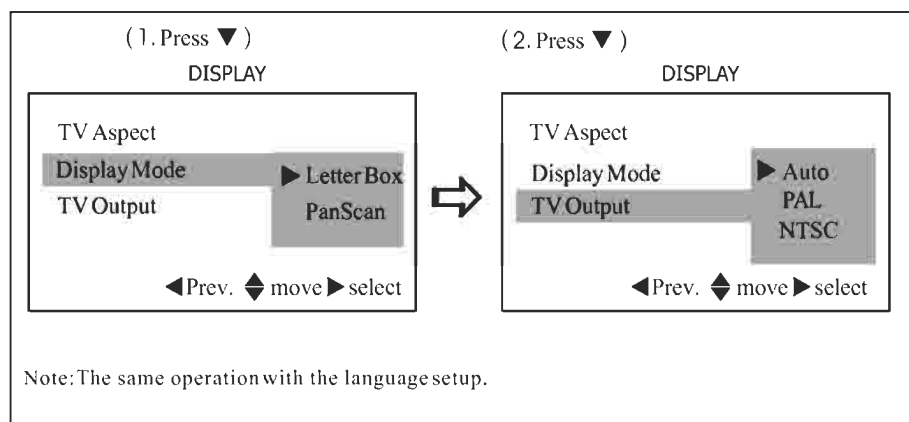 (1. Press ▼)
DISPLAY
TV Aspect
Display Mode ▶ Letter Box
TV Output PanScan
◀Prev. ◆ move ▶ select
(2. Press ▼)
DISPLAY
TV Aspect
Display Mode ▶ Auto
TV Output PAL
NTSC
◀Prev. ◆ move ▶ select
Note: The same operation with the language setup.